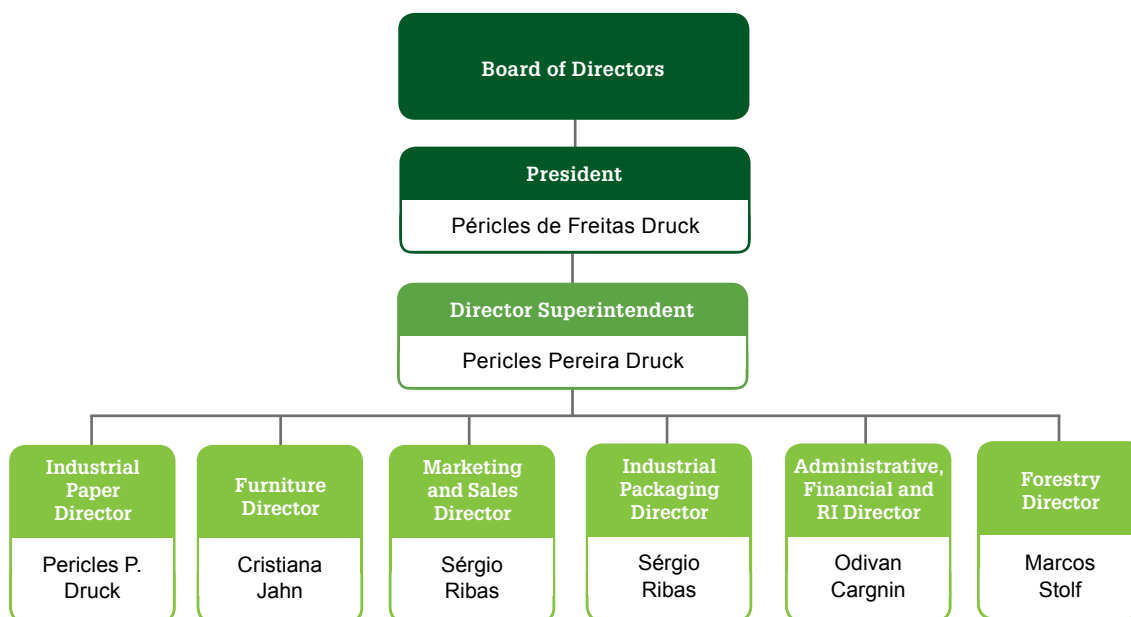 Board of Directors
President
Péricles de Freitas Druck
Director Superintendent
Pericles Pereira Druck
Industrial
Paper
Director
Pericles P.
Druck
Furniture
Director
Cristiana
Jahn
Marketing
and Sales
Director
Sérgio
Ribas
Industrial
Packaging
Director
Sérgio
Ribas
Administrative,
Financial and
RI Director
Odivan
Cargnin
Forestry
Director
Marcos
Stolf